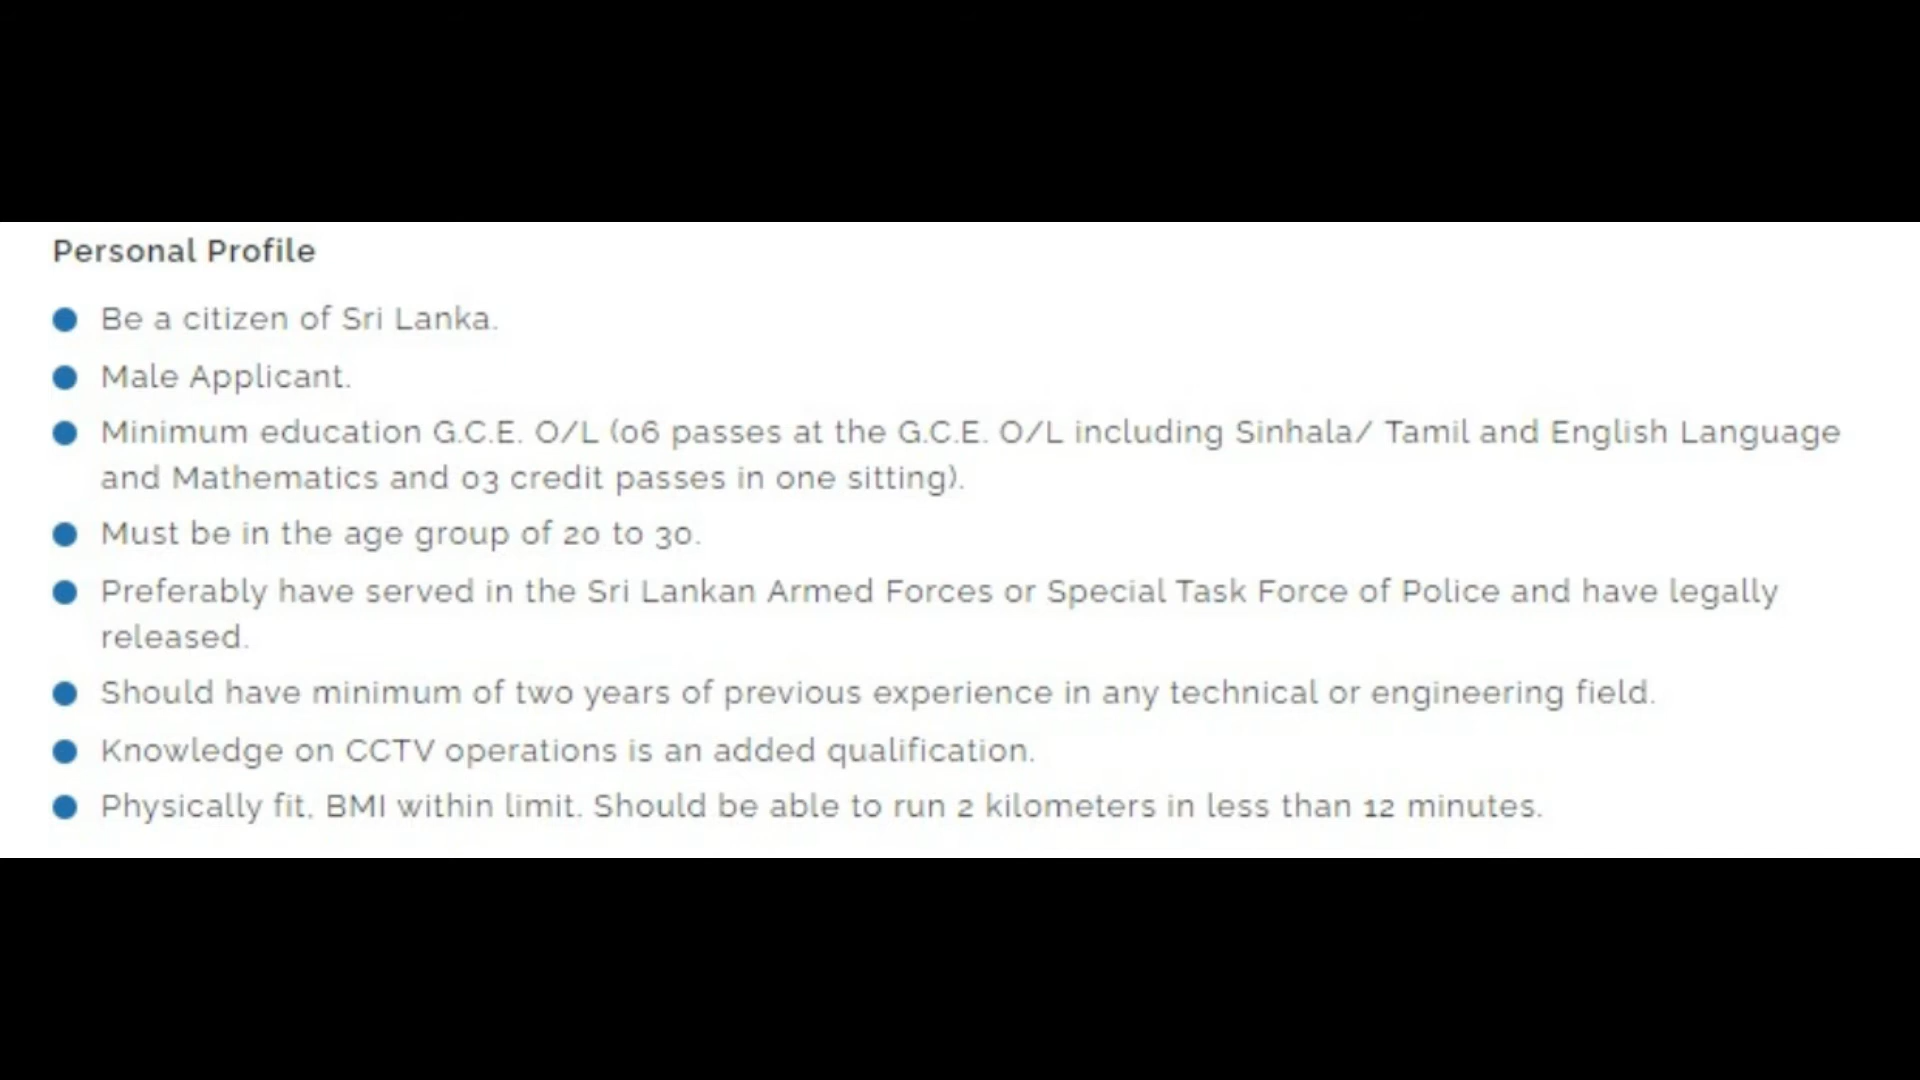 Personal Profile
Be a citizen of Sri Lanka.
Male Applicant.
Minimum education G.C.E. O/L (06 passes at the G.C.E. O/L including Sinhala/ Tamil and English Language
and Mathematics and 03 credit passes in one sitting).
Must be in the age group of 20 to 30.
Preferably have served in the Sri Lankan Armed Forces or Special Task Force of Police and have legally
released.
Should have minimum of two years of previous experience in any technical or engineering field.
Knowledge on CCTV operations is an added qualification.
Physically fit, BMI within limit. Should be able to run 2 kilometers in less than 12 minutes.